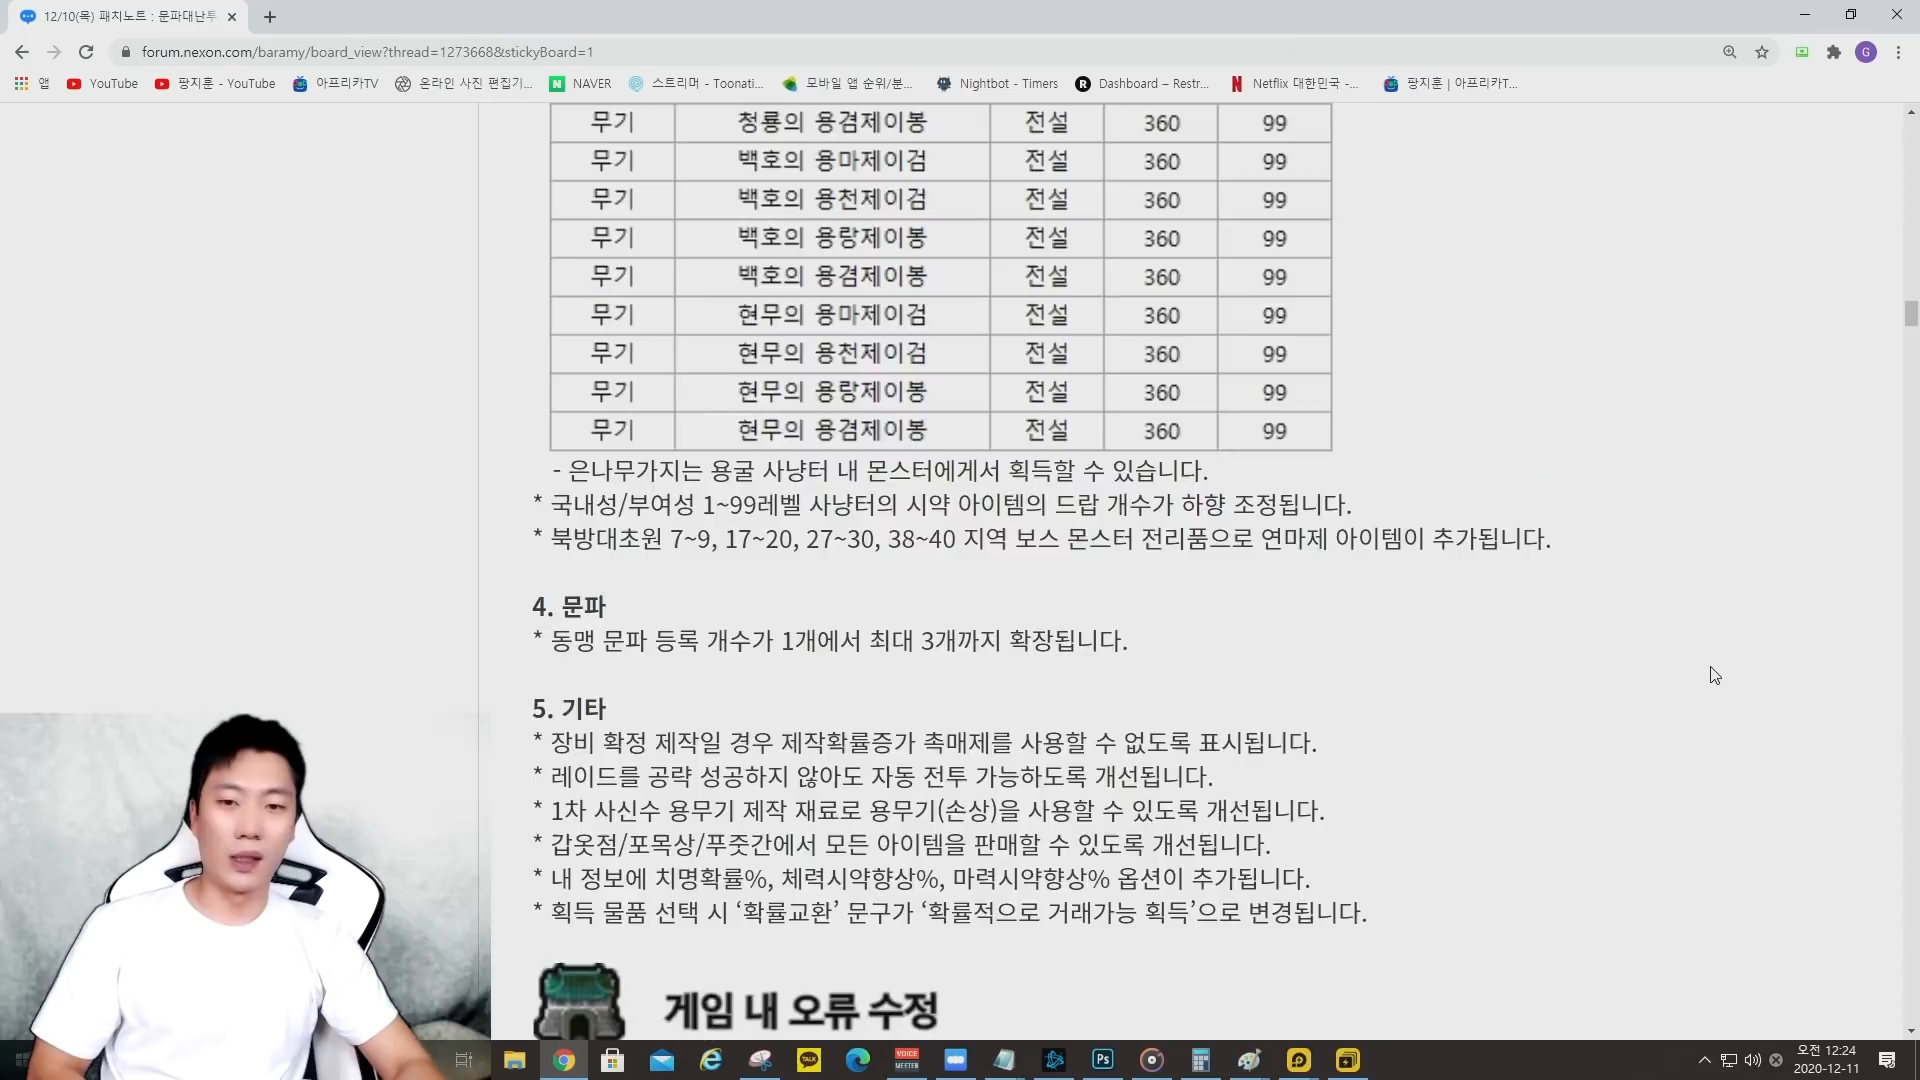 12/10(목) 패치노트 : 문파대난투
forum.nexon.com/baramy/board_view?thread=1273668&stickyBoard=1
G
앱
YouTube
팡지훈 - YouTube
아프리카TV
온라인 사진 편집기...
NAVER
스트리머 - Toonati...
모바일 앱 순위/분...
Nightbot - Timers
Dashboard – Restr...
Netflix 대한민국 -...
팡지훈 | 아프리카T...
무기 청룡의 용겸제이봉 전설 360 99
무기 백호의 용마제이검 전설 360 99
무기 백호의 용천제이검 전설 360 99
무기 백호의 용랑제이봉 전설 360 99
무기 백호의 용겸제이봉 전설 360 99
무기 현무의 용마제이검 전설 360 99
무기 현무의 용천제이검 전설 360 99
무기 현무의 용랑제이봉 전설 360 99
무기 현무의 용겸제이봉 전설 360 99
- 은나무가지는 용굴 사냥터 내 몬스터에게서 획득할 수 있습니다.
* 국내성/부여성 1~99레벨 사냥터의 시약 아이템의 드랍 개수가 하향 조정됩니다.
* 북방대초원 7~9, 17~20, 27~30, 38~40 지역 보스 몬스터 전리품으로 연마제 아이템이 추가됩니다.
4. 문파
* 동맹 문파 등록 개수가 1개에서 최대 3개까지 확장됩니다.
5. 기타
* 장비 확정 제작일 경우 제작확률증가 촉매제를 사용할 수 없도록 표시됩니다.
* 레이드를 공략 성공하지 않아도 자동 전투 가능하도록 개선됩니다.
* 1차 사신수 용무기 제작 재료로 용무기(손상)을 사용할 수 있도록 개선됩니다.
* 갑옷점/포목상/푸줏간에서 모든 아이템을 판매할 수 있도록 개선됩니다.
* 내 정보에 치명확률%, 체력시약향상%, 마력시약향상% 옵션이 추가됩니다.
* 획득 물품 선택 시 ‘확률교환’ 문구가 ‘확률적으로 거래가능 획득’으로 변경됩니다.
게임 내 오류 수정
TALK
VOICE
MEETER
Ps
오전 12:24
2020-12-11